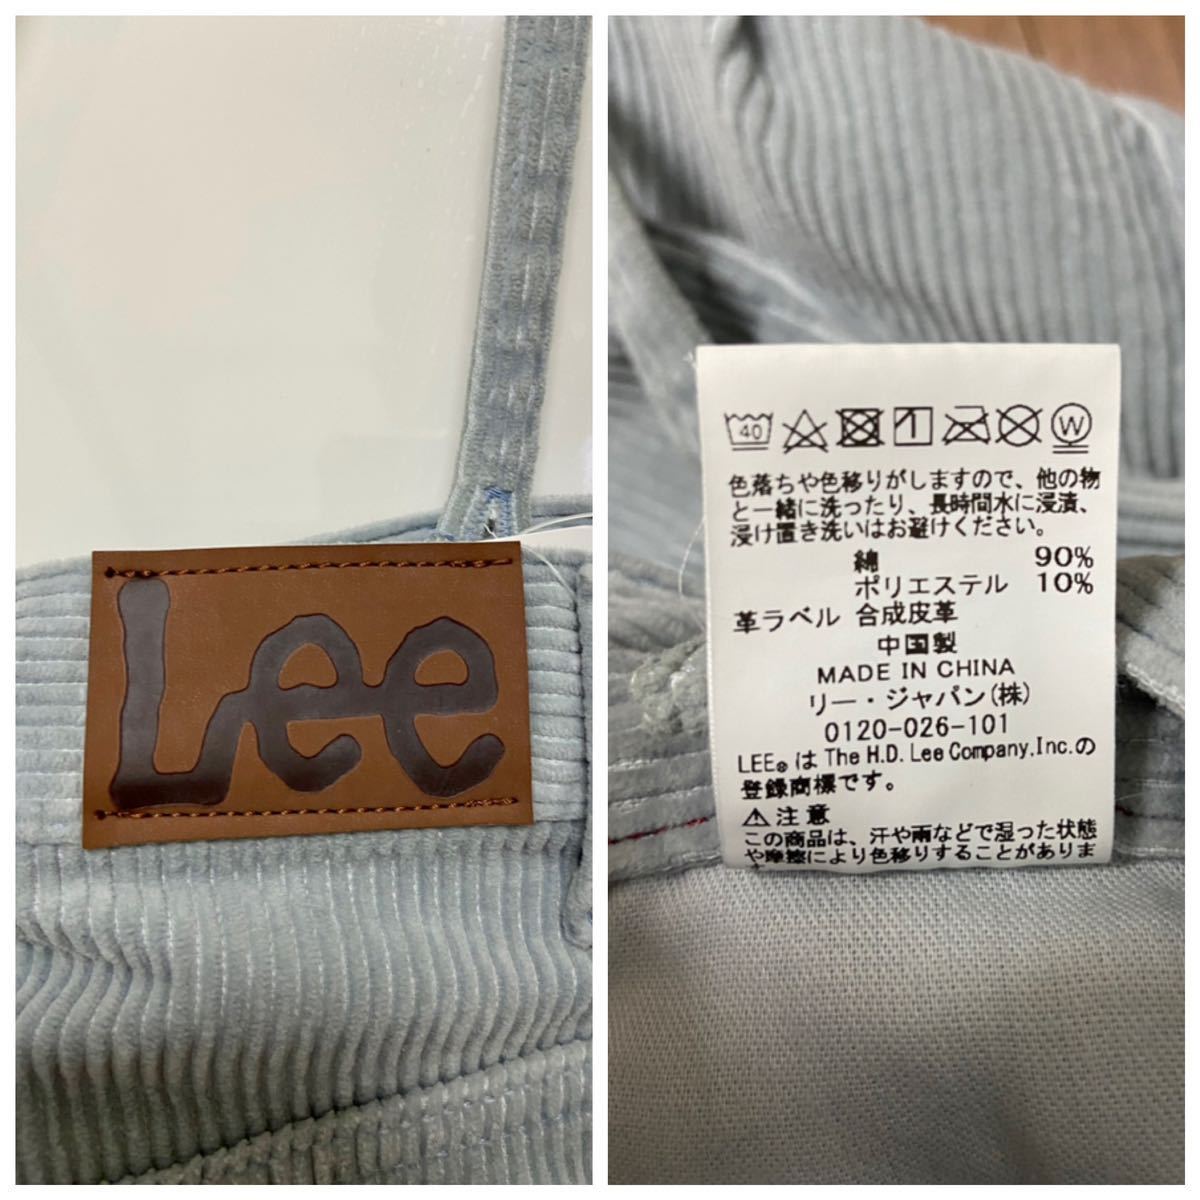 Lee
40
W
色落ちや色移りがしますので、他の物
と一緒に洗ったり、長時間水に浸漬、
浸け置き洗いはお避けください。
綿 90%
ポリエステル 10%
革ラベル 合成皮革
中国製
MADE IN CHINA
リー・ジャパン(株)
0120-026-101
LEE®は The H.D. Lee Company,Inc.の
登録商標です。
⚠注意
この商品は、汗や雨などで湿った状態
や摩擦により色移りすることがありま